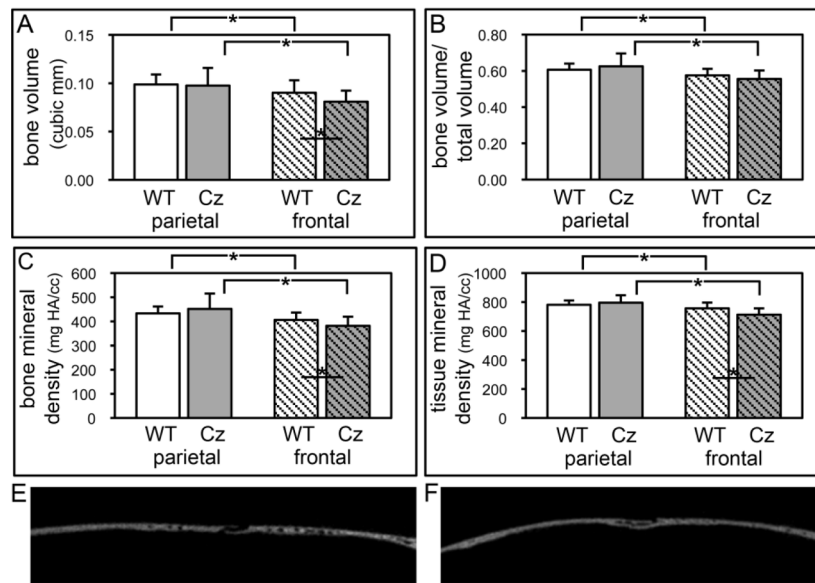 A
bone volume
(cubic mm)
0.15
0.10
0.05
0.00
*
*
*
WT Cz WT Cz
parietal frontal
B
bone volume/
total volume
0.80
0.60
0.40
0.20
0.00
*
*
WT Cz WT Cz
parietal frontal
C
bone mineral
density (mg HA/cc)
600
500
400
300
200
100
0
*
*
*
WT Cz WT Cz
parietal frontal
D
tissue mineral
density (mg HA/cc)
1000
800
600
400
200
0
*
*
*
WT Cz WT Cz
parietal frontal
E
F